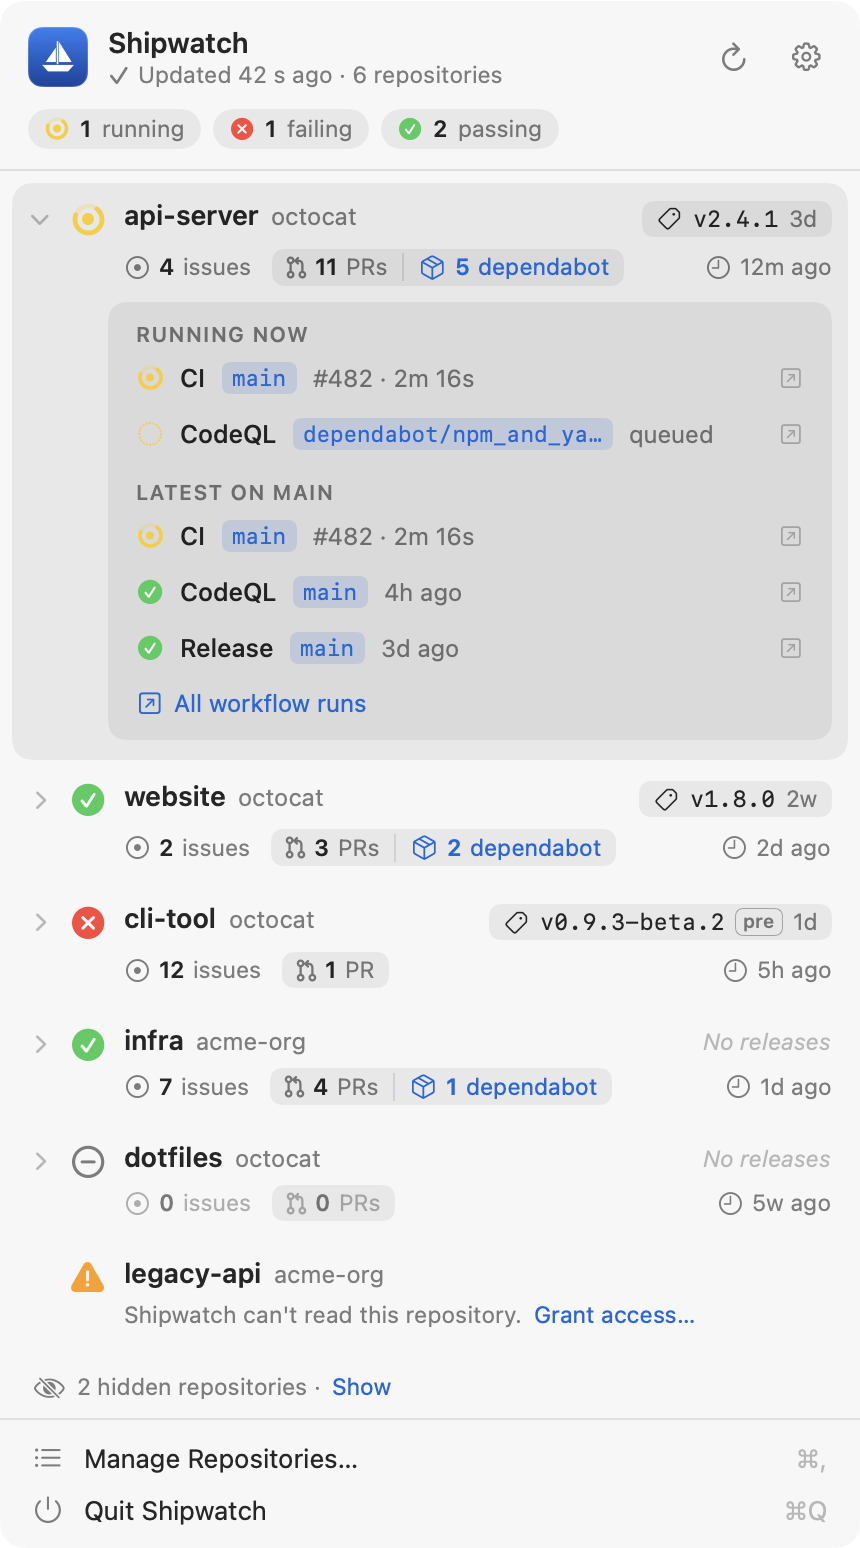 Shipwatch
Updated 42 s ago · 6 repositories
1 running 1 failing 2 passing
api-server octocat v2.4.1 3d
4 issues 11 PRs 5 dependabot 12m ago
RUNNING NOW
CI main #482 · 2m 16s
CodeQL dependabot/npm_and_ya… queued
LATEST ON MAIN
CI main #482 · 2m 16s
CodeQL main 4h ago
Release main 3d ago
All workflow runs
website octocat v1.8.0 2w
2 issues 3 PRs 2 dependabot 2d ago
cli-tool octocat v0.9.3-beta.2 pre 1d
12 issues 1 PR 5h ago
infra acme-org No releases
7 issues 4 PRs 1 dependabot 1d ago
dotfiles octocat No releases
0 issues 0 PRs 5w ago
legacy-api acme-org
Shipwatch can't read this repository. Grant access…
2 hidden repositories · Show
Manage Repositories… ⌘,
Quit Shipwatch ⌘Q